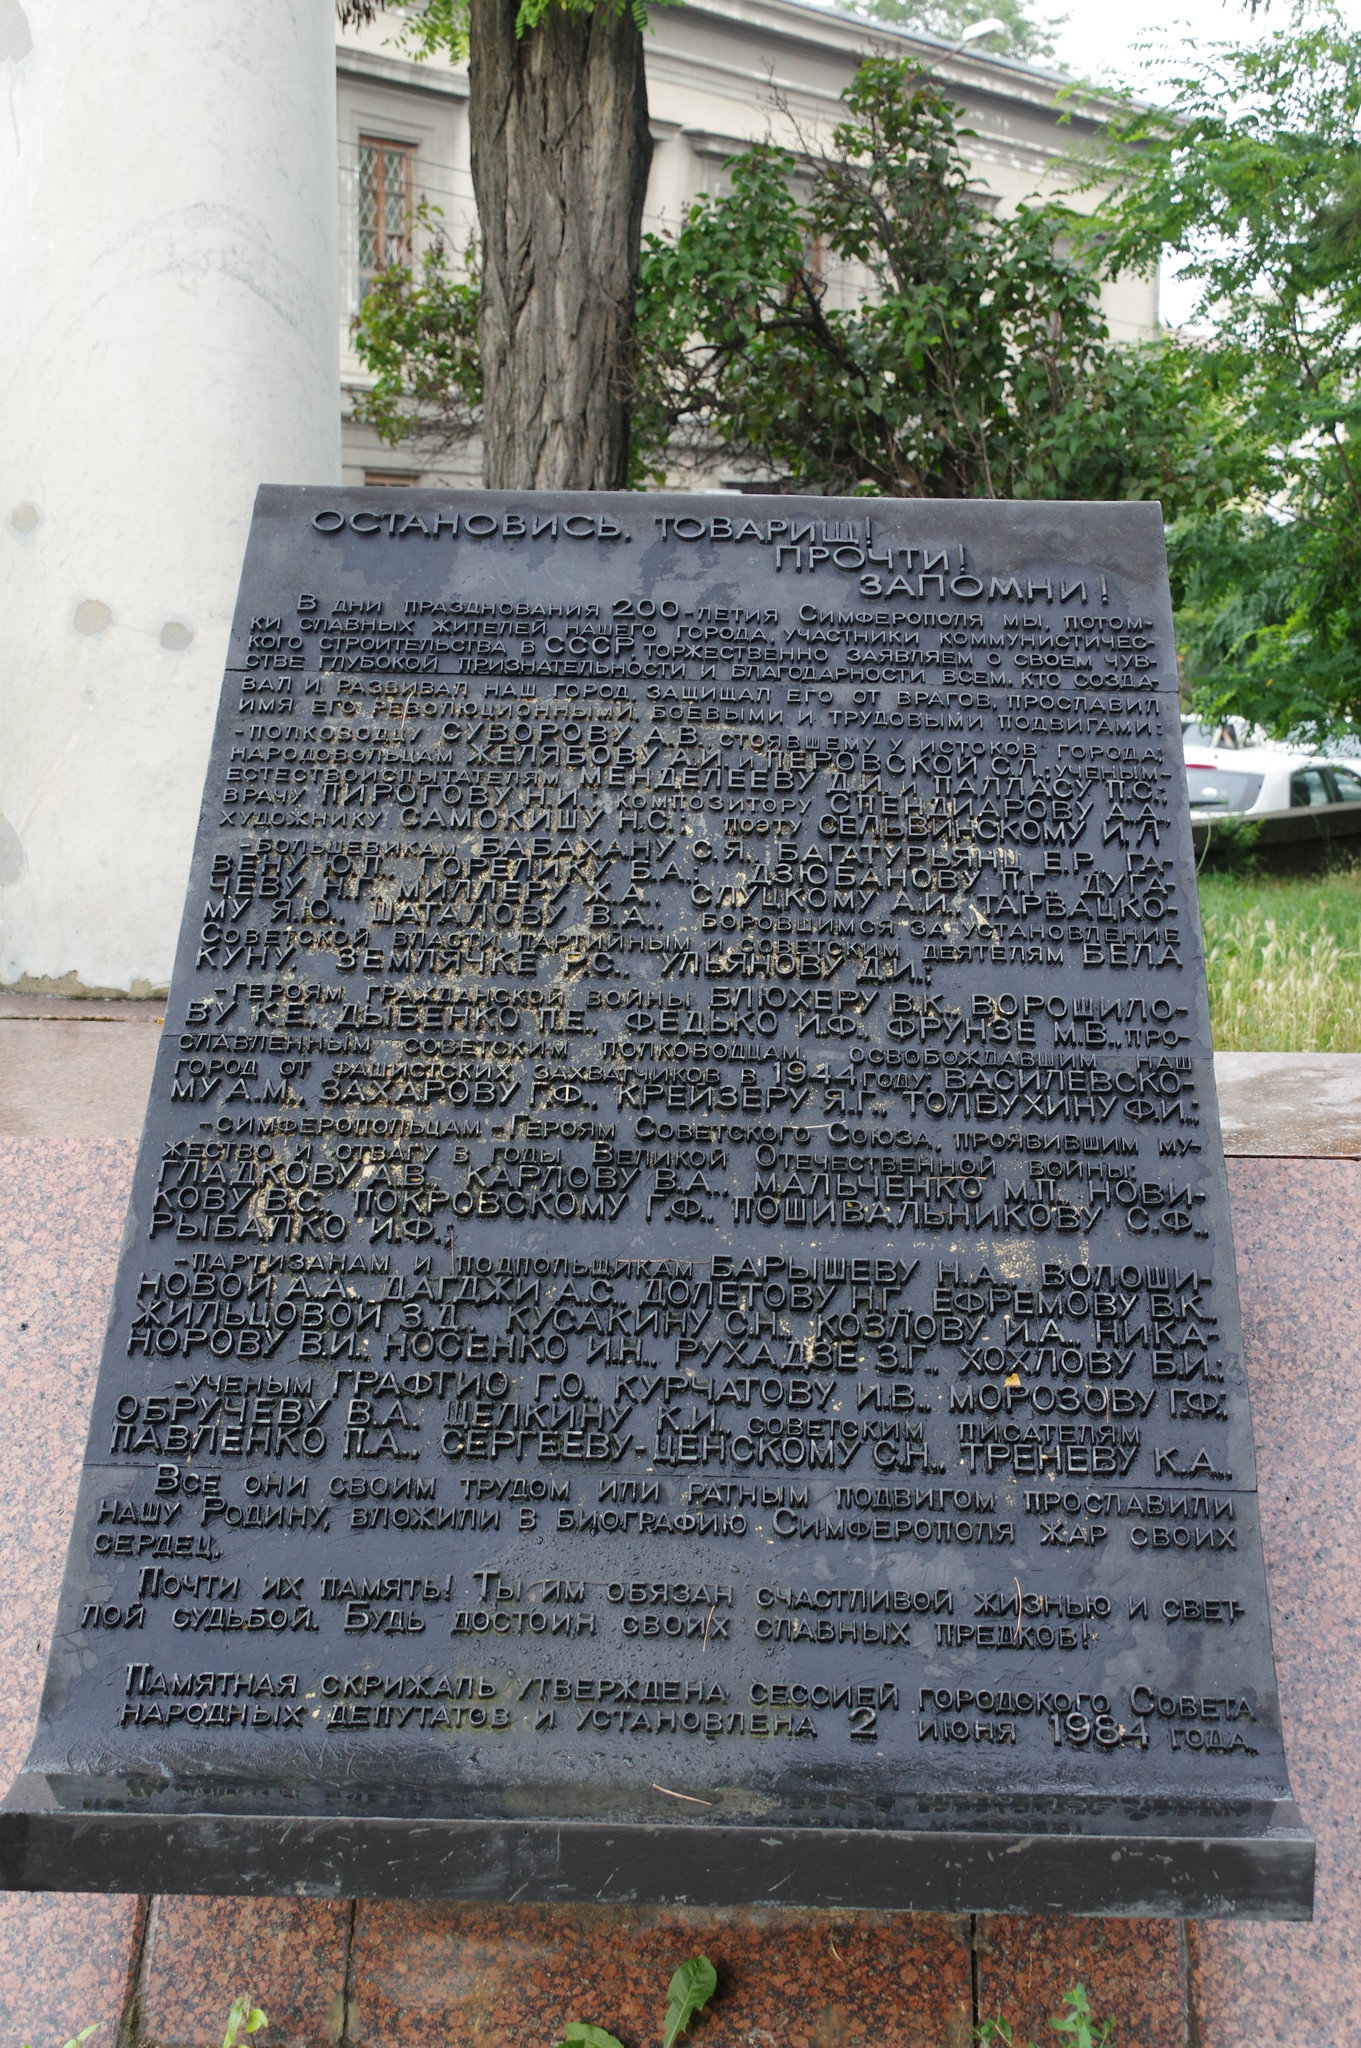 ОСТАНОВИСЬ, ТОВАРИЩ!
ПРОЧТИ!
ЗАПОМНИ!
В ДНИ ПРАЗДНОВАНИЯ 200-ЛЕТИЯ СИМФЕРОПОЛЯ МЫ, ПОТОМ-
КИ СЛАВНЫХ ЖИТЕЛЕЙ НАШЕГО ГОРОДА, УЧАСТНИКИ КОММУНИСТИЧЕС-
КОГО СТРОИТЕЛЬСТВА В СССР, ТОРЖЕСТВЕННО ЗАЯВЛЯЕМ О СВОЕМ ЧУВ-
СТВЕ ГЛУБОКОЙ ПРИЗНАТЕЛЬНОСТИ И БЛАГОДАРНОСТИ ВСЕМ, КТО СОЗДА-
ВАЛ И РАЗВИВАЛ НАШ ГОРОД, ЗАЩИЩАЛ ЕГО ОТ ВРАГОВ, ПРОСЛАВИЛ
ИМЯ ЕГО РЕВОЛЮЦИОННЫМИ, БОЕВЫМИ И ТРУДОВЫМИ ПОДВИГАМИ:
-ПОЛКОВОДЦУ СУВОРОВУ А.В., СТОЯВШЕМУ У ИСТОКОВ ГОРОДА;
НАРОДОВОЛЬЦАМ ЖЕЛЯБОВУ А.И. И ПЕРОВСКОЙ С.Л.; УЧЕНЫМ-
ЕСТЕСТВОИСПЫТАТЕЛЯМ МЕНДЕЛЕЕВУ Д.И. И ПАЛЛАСУ П.С.;
ВРАЧУ ПИРОГОВУ Н.И.; КОМПОЗИТОРУ СПЕНДИАРОВУ А.А.;
ХУДОЖНИКУ САМОКИШУ Н.С.; ПОЭТУ СЕЛЬВИНСКОМУ И.Л.
-БОЛЬШЕВИКАМ БАБАХАНУ С.Я., БАГАТУРЬЯНЦ Е.Р., ГА-
ВЕНУ Ю.П., ГОРЕЛИКУ Б.А., ДЗЮБАНОВУ П.Г., ДУГА-
ЧЕВУ Н.Г., МИЛЛЕРУ Ж.А., СЛУЦКОМУ А.И., ТАРВАЦКО-
МУ Я.Ю., ШАТАЛОВУ В.А., БОРОВШИМСЯ ЗА УСТАНОВЛЕНИЕ
СОВЕТСКОЙ ВЛАСТИ, ПАРТИЙНЫМ И СОВЕТСКИМ ДЕЯТЕЛЯМ БЕЛА
КУНУ, ЗЕМЛЯЧКЕ Р.С., УЛЬЯНОВУ Д.И.;
-ГЕРОЯМ ГРАЖДАНСКОЙ ВОЙНЫ БЛЮХЕРУ В.К., ВОРОШИЛО-
ВУ К.Е., ДЫБЕНКО П.Е., ФЕДЬКО И.Ф., ФРУНЗЕ М.В., ПРО-
СЛАВЛЕННЫМ СОВЕТСКИМ ПОЛКОВОДЦАМ, ОСВОБОЖДАВШИМ НАШ
ГОРОД ОТ ФАШИСТСКИХ ЗАХВАТЧИКОВ В 1944 ГОДУ, ВАСИЛЕВСКО-
МУ А.М., ЗАХАРОВУ Г.Ф., КРЕЙЗЕРУ Я.Г., ТОЛБУХИНУ Ф.И.;
-СИМФЕРОПОЛЬЦАМ-ГЕРОЯМ СОВЕТСКОГО СОЮЗА, ПРОЯВИВШИМ МУ-
ЖЕСТВО И ОТВАГУ В ГОДЫ ВЕЛИКОЙ ОТЕЧЕСТВЕННОЙ ВОЙНЫ:
ГЛАДКОВУ А.В., КАРЛОВУ В.А., МАЛЬЧЕНКО М.П., НОВИ-
КОВУ В.С., ПОКРОВСКОМУ Г.Ф., ПОШИВАЛЬНИКОВУ С.Ф.,
РЫБАЛКО И.Ф.,
-ПАРТИЗАНАМ И ПОДПОЛЬЩИКАМ БАРЫШЕВУ Н.А., ВОЛОШИ-
НОВОЙ А.А., ДАГДЖИ А.С., ДОЛЕТОВУ Н.Г., ЕФРЕМОВУ В.К.,
ЖИЛЬЦОВОЙ З.Д., КУСАКИНУ С.Н., КОЗЛОВУ И.А., НИКА-
НОРОВУ В.И., НОСЕНКО И.Н., РУХАДЗЕ З.Г., ХОХЛОВУ Б.И.,
-УЧЕНЫМ ГРАФТИО Г.О., КУРЧАТОВУ И.В., МОРОЗОВУ Г.Ф.,
ОБРУЧЕВУ В.А., ЩЕЛКИНУ К.И., СОВЕТСКИМ ПИСАТЕЛЯМ
ПАВЛЕНКО П.А., СЕРГЕЕВУ-ЦЕНСКОМУ С.Н., ТРЕНЕВУ К.А.,
ВСЕ ОНИ СВОИМ ТРУДОМ ИЛИ РАТНЫМ ПОДВИГОМ ПРОСЛАВИЛИ
НАШУ РОДИНУ, ВЛОЖИЛИ В БИОГРАФИЮ СИМФЕРОПОЛЯ ЖАР СВОИХ
СЕРДЕЦ.
ПОЧТИ ИХ ПАМЯТЬ! ТЫ ИМ ОБЯЗАН СЧАСТЛИВОЙ ЖИЗНЬЮ И СВЕТ-
ЛОЙ СУДЬБОЙ. БУДЬ ДОСТОИН СВОИХ СЛАВНЫХ ПРЕДКОВ!
ПАМЯТНАЯ СКРИЖАЛЬ УТВЕРЖДЕНА СЕССИЕЙ ГОРОДСКОГО СОВЕТА
НАРОДНЫХ ДЕПУТАТОВ И УСТАНОВЛЕНА 2 ИЮНЯ 1984 ГОДА.